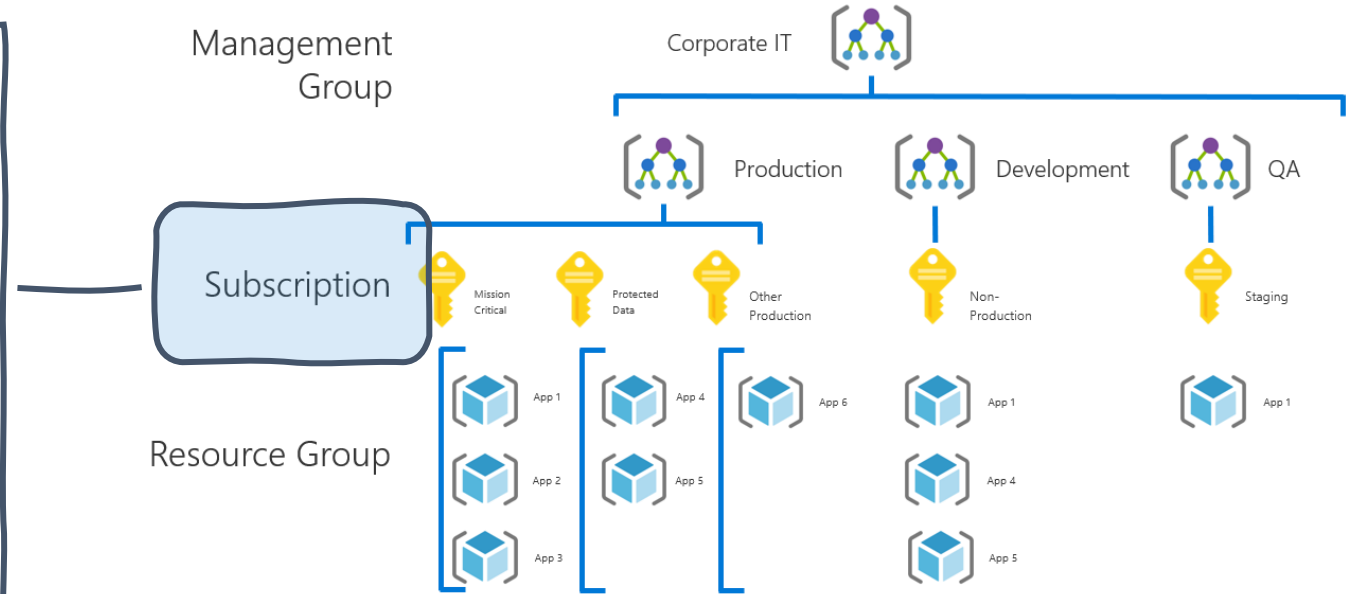 Management
Group
Corporate IT
Production
Development
QA
Subscription
Mission
Critical
Protected
Data
Other
Production
Non-
Production
Staging
Resource Group
App 1
App 4
App 6
App 1
App 1
App 2
App 5
App 4
App 3
App 5